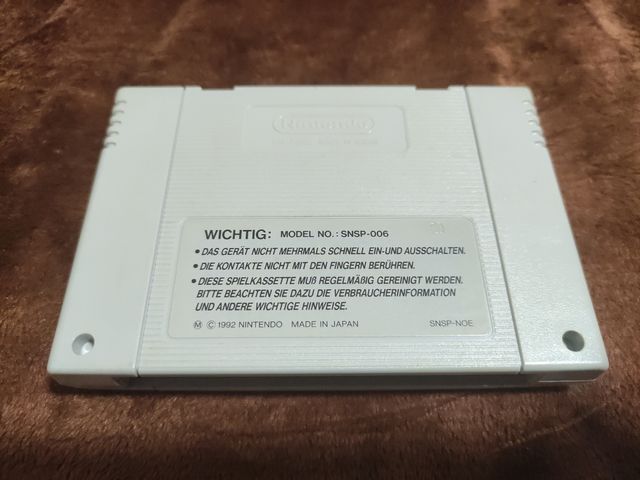 Nintendo
WICHTIG: MODEL NO.: SNSP-006
• DAS GERÄT NICHT MEHRMALS SCHNELL EIN-UND AUSSCHALTEN.
• DIE KONTAKTE NICHT MIT DEN FINGERN BERÜHREN.
• DIESE SPIELKASSETTE MUß REGELMÄßIG GEREINIGT WERDEN.
BITTE BEACHTEN SIE DAZU DIE VERBRAUCHERINFORMATION
UND ANDERE WICHTIGE HINWEISE.
Ⓜ © 1992 NINTENDO MADE IN JAPAN SNSP-NOE